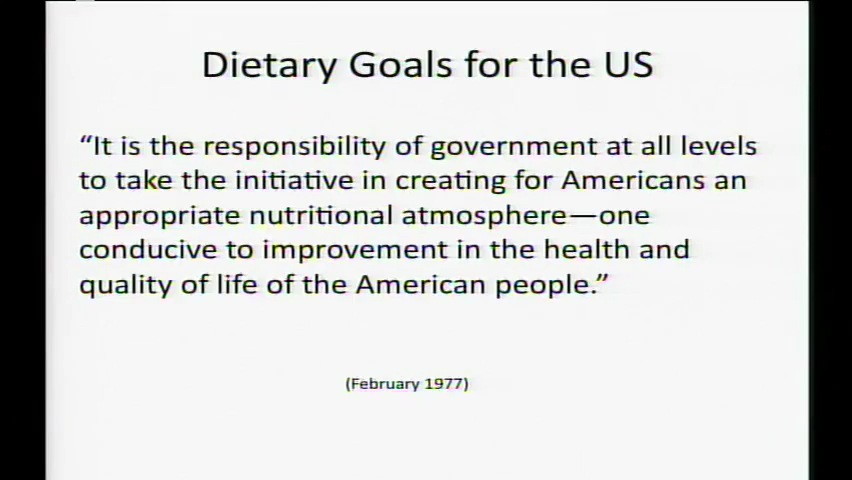 Dietary Goals for the US
“It is the responsibility of government at all levels
to take the initiative in creating for Americans an
appropriate nutritional atmosphere—one
conducive to improvement in the health and
quality of life of the American people.”
(February 1977)